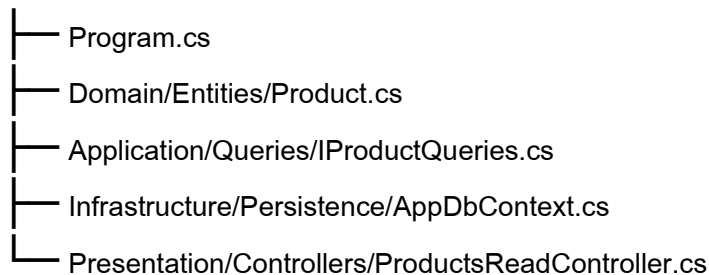 ├── Program.cs
├── Domain/Entities/Product.cs
├── Application/Queries/IProductQueries.cs
├── Infrastructure/Persistence/AppDbContext.cs
└── Presentation/Controllers/ProductsReadController.cs